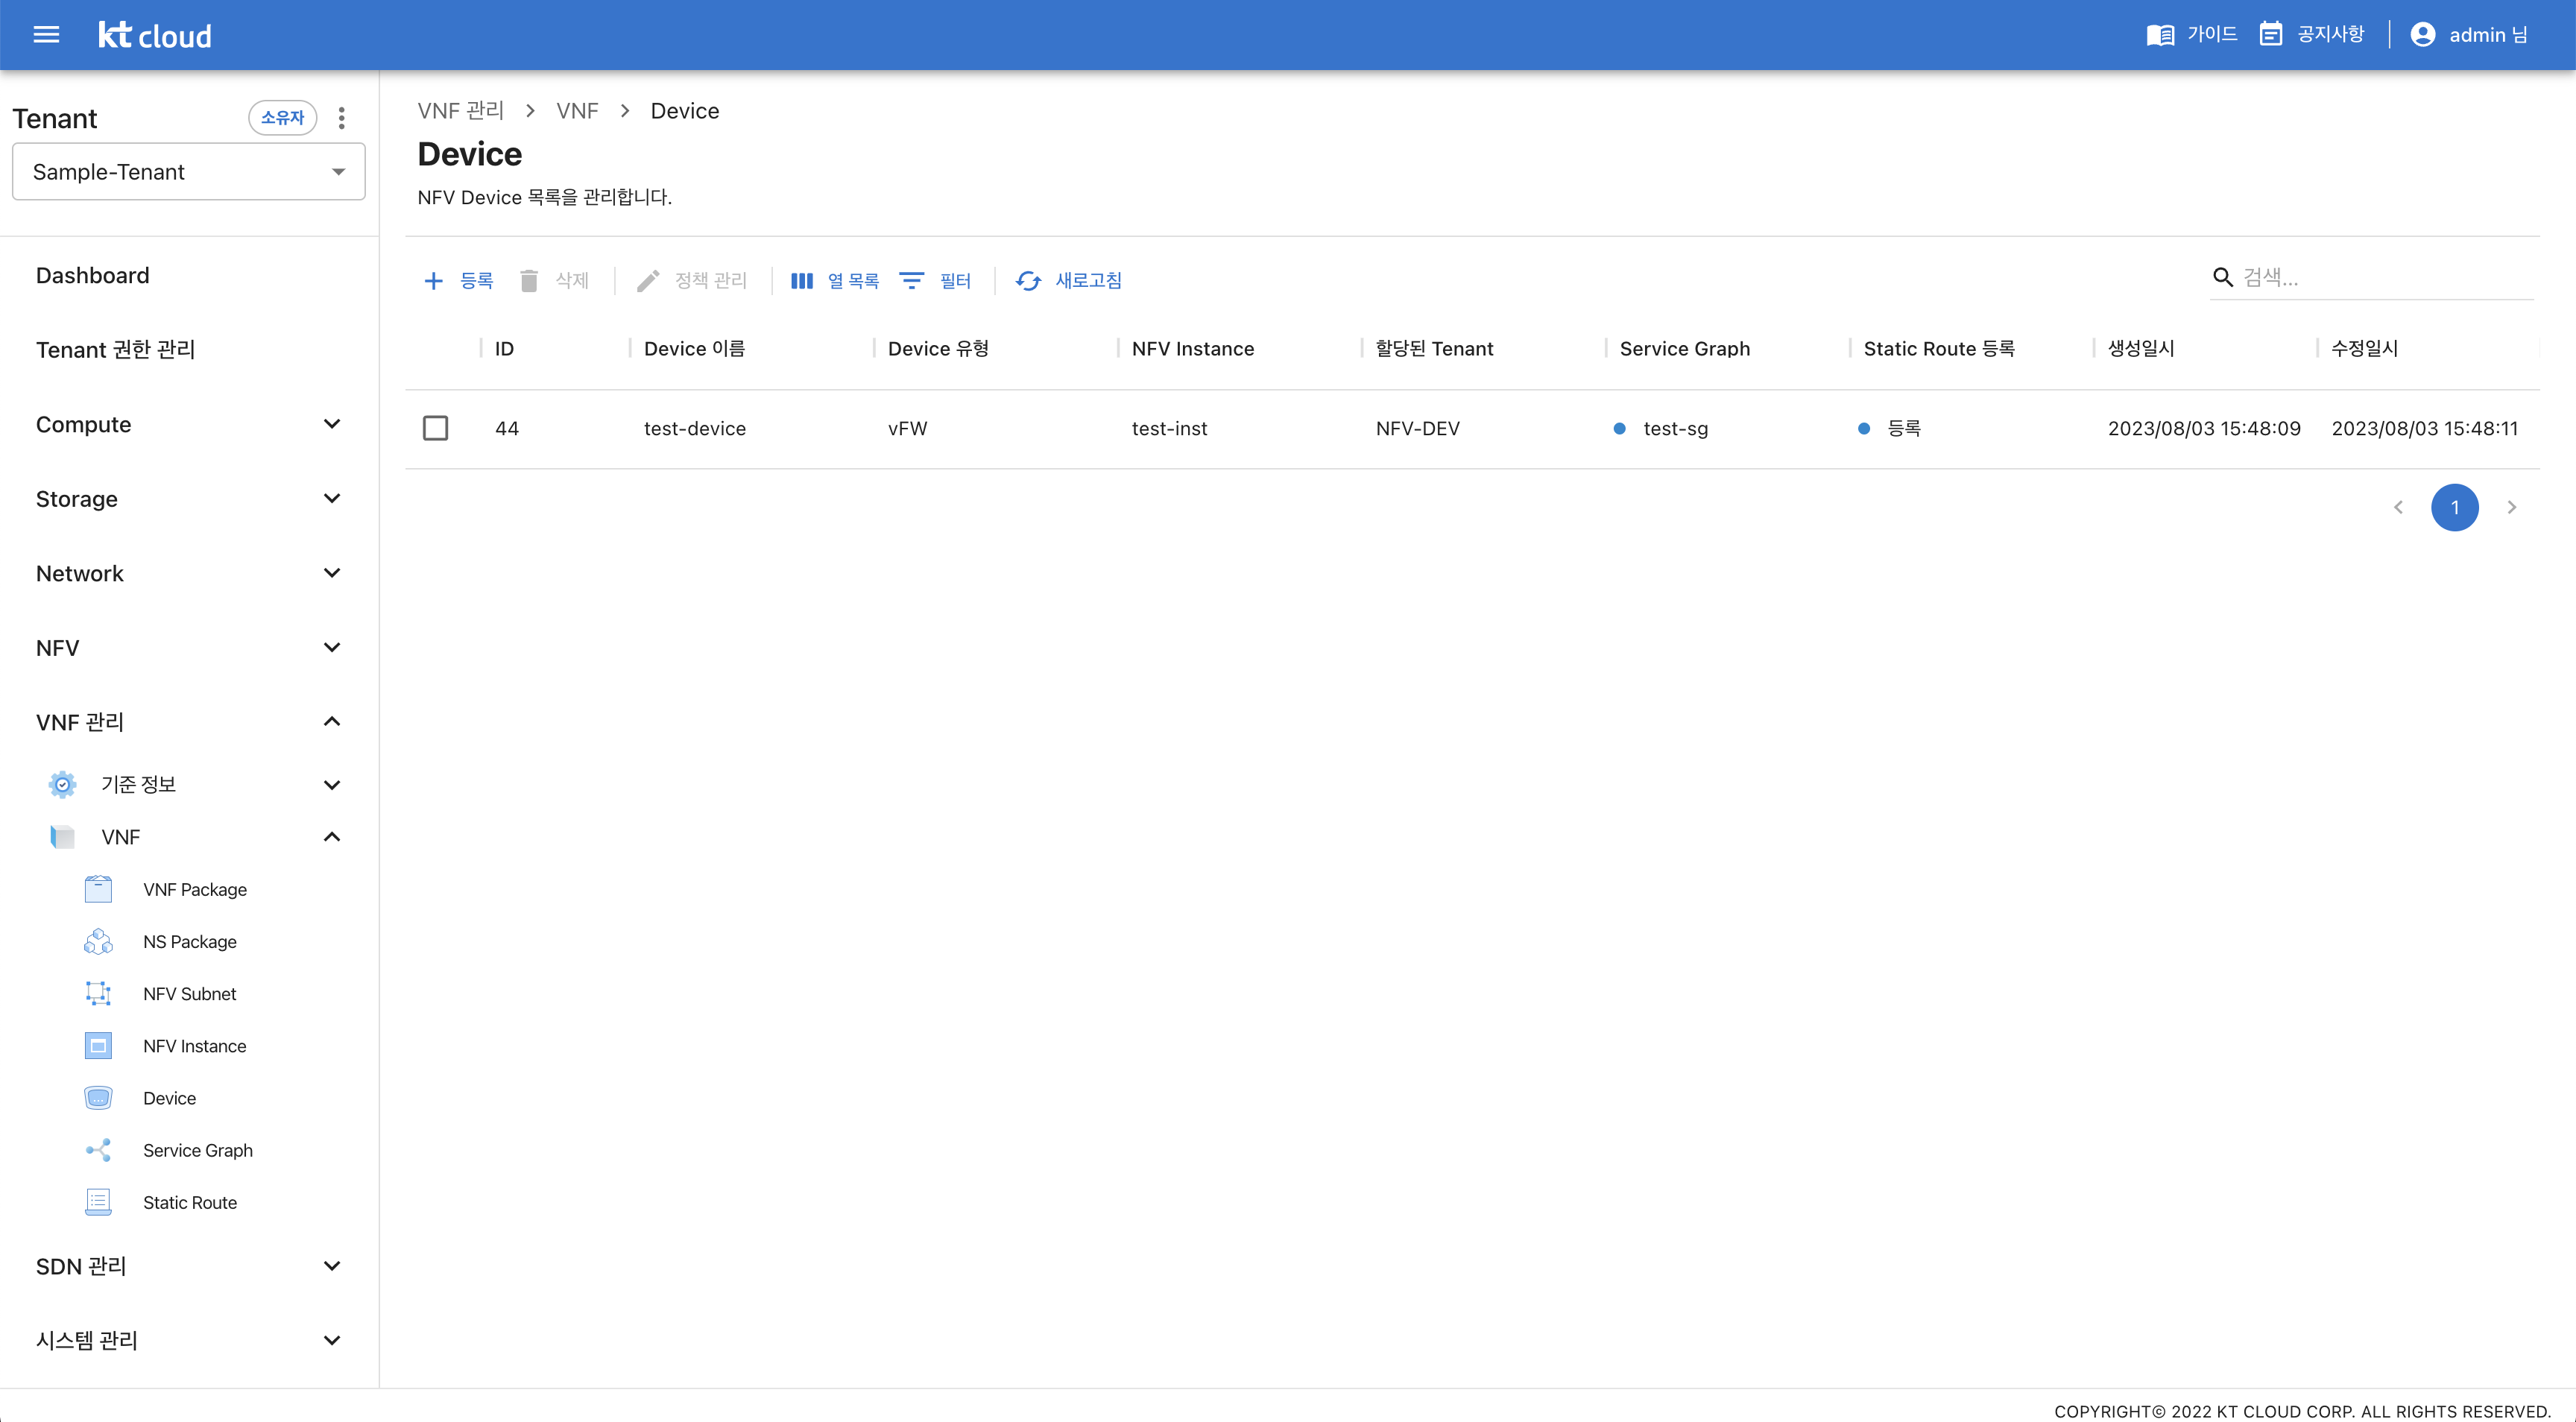 kt cloud
가이드 공지사항 admin 님
Tenant 소유자
Sample-Tenant
Dashboard
Tenant 권한 관리
Compute
Storage
Network
NFV
VNF 관리
기준 정보
VNF
VNF Package
NS Package
NFV Subnet
NFV Instance
Device
Service Graph
Static Route
SDN 관리
시스템 관리
VNF 관리 > VNF > Device
Device
NFV Device 목록을 관리합니다.
등록 삭제 정책 관리 열 목록 필터 새로고침 검색...
ID Device 이름 Device 유형 NFV Instance 할당된 Tenant Service Graph Static Route 등록 생성일시 수정일시
44 test-device vFW test-inst NFV-DEV test-sg 등록 2023/08/03 15:48:09 2023/08/03 15:48:11
1
COPYRIGHT© 2022 KT CLOUD CORP. ALL RIGHTS RESERVED.